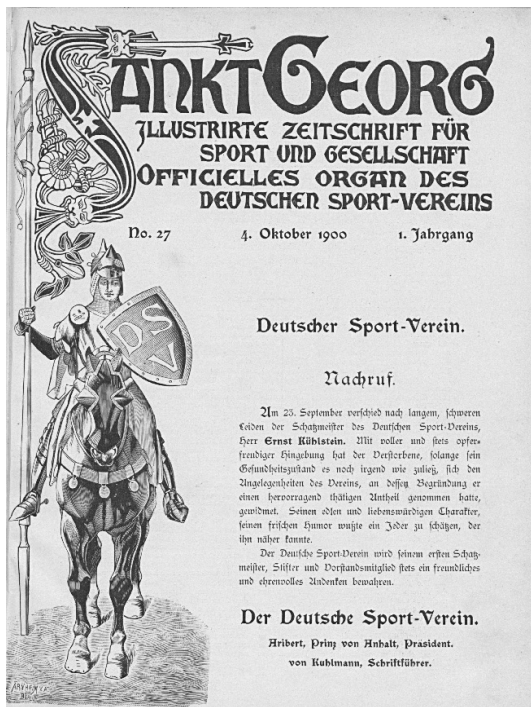 SANKT GEORG
ILLUSTRIRTE ZEITSCHRIFT FÜR
SPORT UND GESELLSCHAFT
OFFICIELLES ORGAN DES
DEUTSCHEN SPORT-VEREINS
No. 27 4. Oktober 1900 1. Jahrgang
DSV
Deutscher Sport-Verein.
Nachruf.
Am 23. September verschied nach langem, schweren
Leiden der Schatzmeister des Deutschen Sport-Vereins,
Herr Ernst Kühlstein. Mit voller und stets opfer-
freudiger Hingebung hat der Verstorbene, solange sein
Gesundheitszustand es noch irgend wie zuließ, sich den
Angelegenheiten des Vereins, an dessen Begründung er
einen hervorragend thätigen Antheil genommen hatte,
gewidmet. Seinen edlen und liebenswürdigen Charakter,
seinen frischen Humor wußte ein Jeder zu schätzen, der
ihn näher kannte.
Der Deutsche Sport-Verein wird seinem ersten Schatz-
meister, Stifter und Vorstandsmitglied stets ein freundliches
und ehrenvolles Andenken bewahren.
Der Deutsche Sport-Verein.
Aribert, Prinz von Anhalt, Präsident.
von Kuhlmann, Schriftführer.